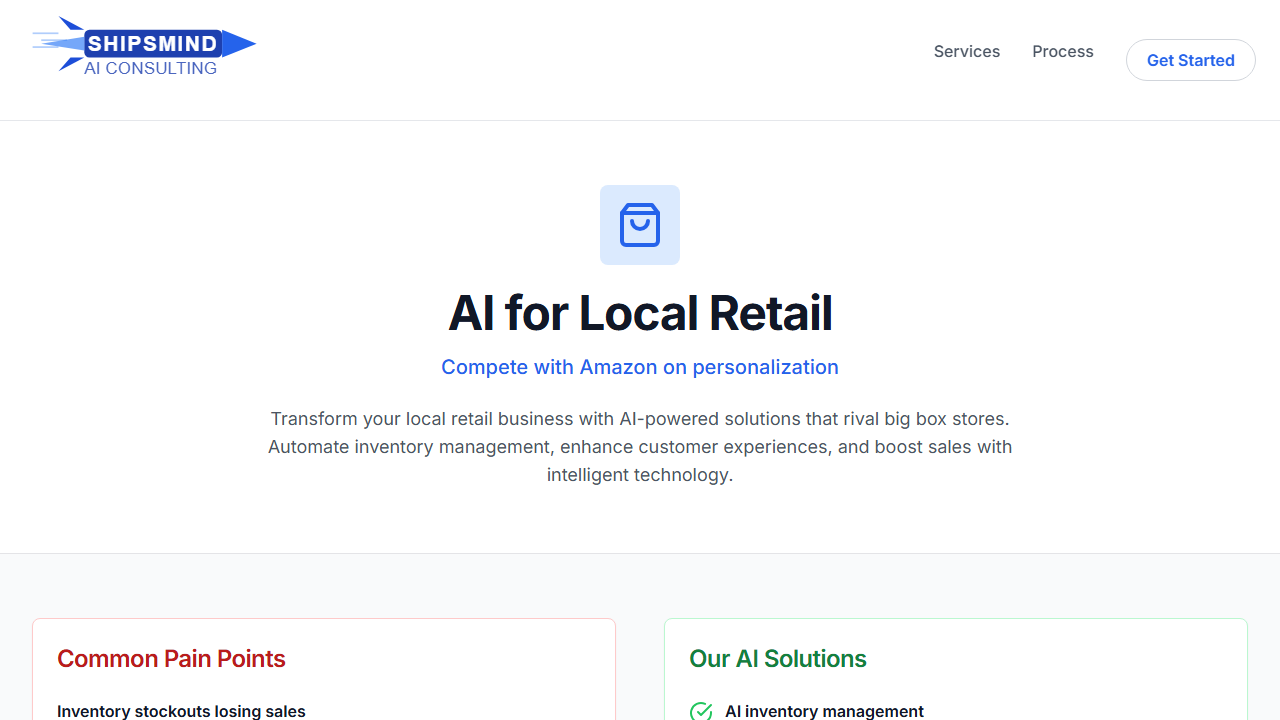 SHIPSMIND
AI CONSULTING
Services
Process
Get Started
AI for Local Retail
Compete with Amazon on personalization
Transform your local retail business with AI-powered solutions that rival big box stores.
Automate inventory management, enhance customer experiences, and boost sales with
intelligent technology.
Common Pain Points
Inventory stockouts losing sales
Our AI Solutions
AI inventory management